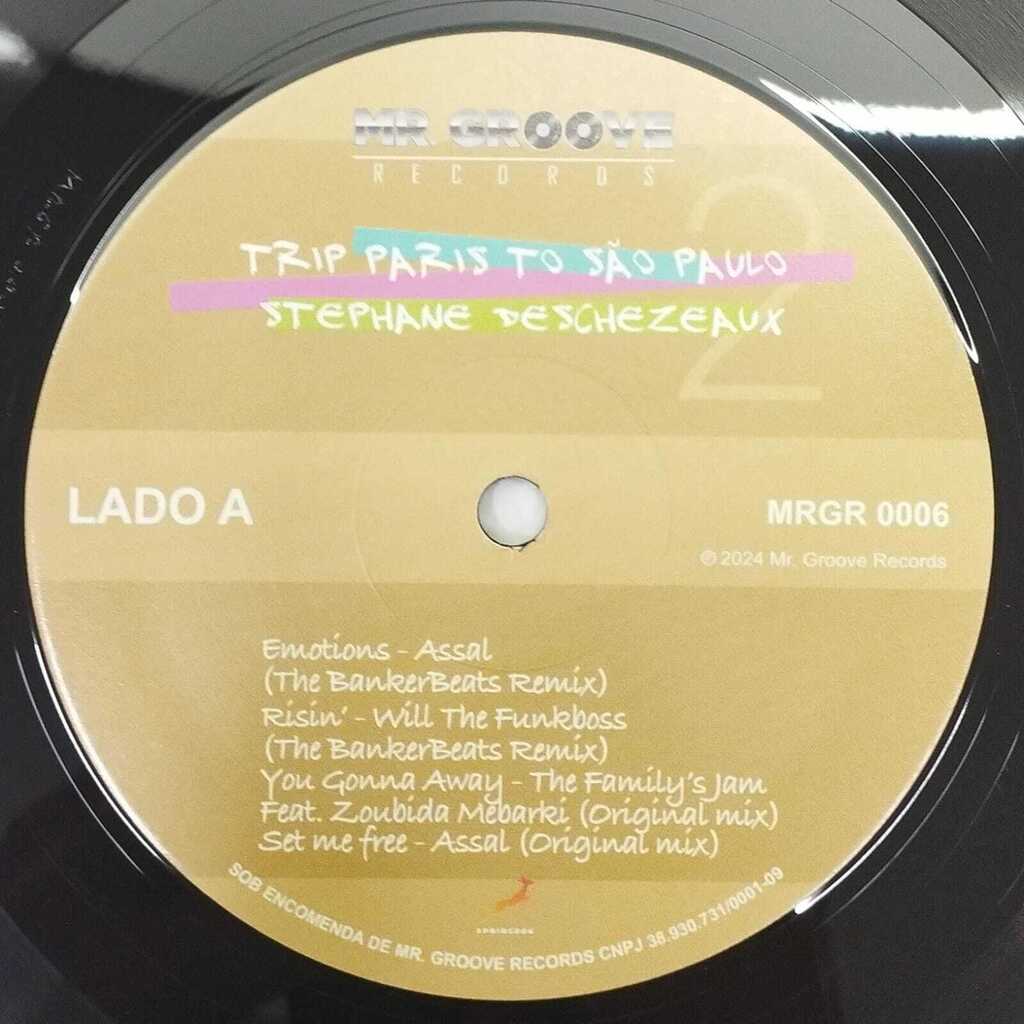 MR. GROOVE
RECORDS
2
TRIP PARIS TO SÃO PAULO
STEPHANE DESCHEZEAUX
LADO A
MRGR 0006
℗ 2024 Mr. Groove Records
Emotions - Assal
(The BankerBeats Remix)
Risin' - Will The Funkboss
(The BankerBeats Remix)
You Gonna Away - The Family's Jam
Feat. Zoubida Mebarki (Original mix)
Set me free - Assal (Original mix)
SOB ENCOMENDA DE MR. GROOVE RECORDS CNPJ 38.930.731/0001-09